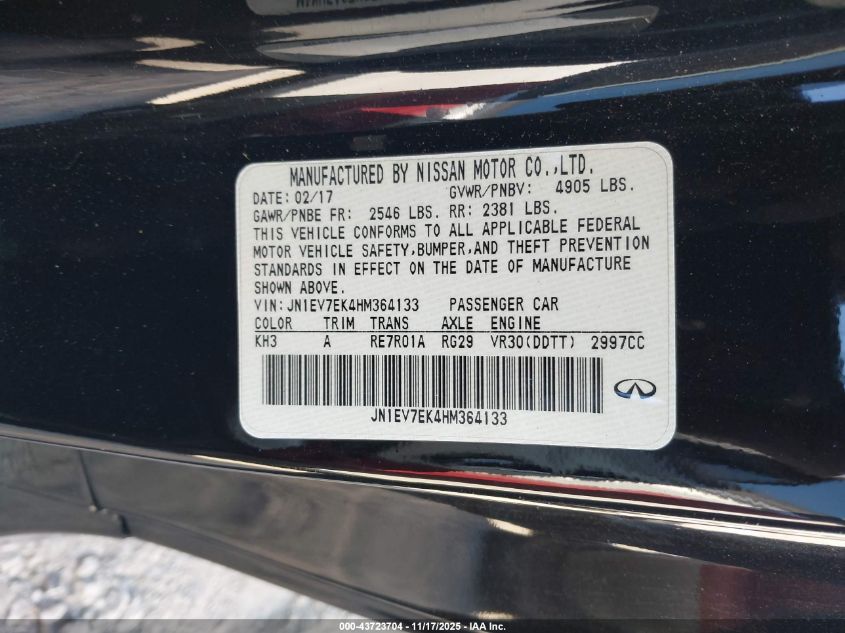 MANUFACTURED BY NISSAN MOTOR CO.,LTD.
DATE: 02/17 GVWR/PNBV: 4905 LBS.
GAWR/PNBE FR: 2546 LBS. RR: 2381 LBS.
THIS VEHICLE CONFORMS TO ALL APPLICABLE FEDERAL
MOTOR VEHICLE SAFETY,BUMPER,AND THEFT PREVENTION
STANDARDS IN EFFECT ON THE DATE OF MANUFACTURE
SHOWN ABOVE.
VIN:JN1EV7EK4HM364133 PASSENGER CAR
COLOR TRIM TRANS AXLE ENGINE
KH3 A RE7R01A RG29 VR30(DDTT) 2997CC
JN1EV7EK4HM364133
000-43723704 - 11/17/2025 - IAA, Inc.